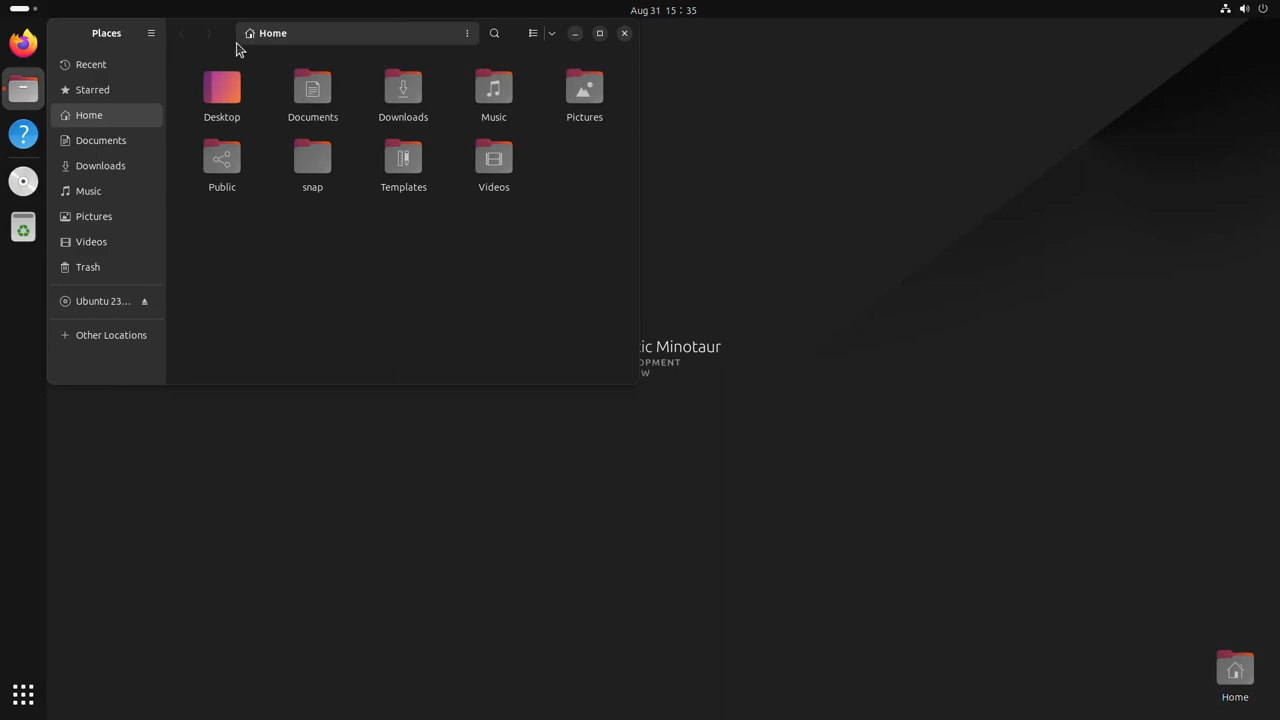 Aug 31 15:35
Places
Home
Recent
Starred
Home
Documents
Downloads
Music
Pictures
Videos
Trash
Ubuntu 23…
Other Locations
Desktop
Documents
Downloads
Music
Pictures
Public
snap
Templates
Videos
ic Minotaur
OPMENT
W
Home